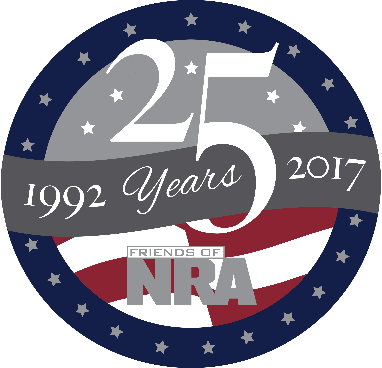 25
1992 Years 2017
FRIENDS OF
NRA